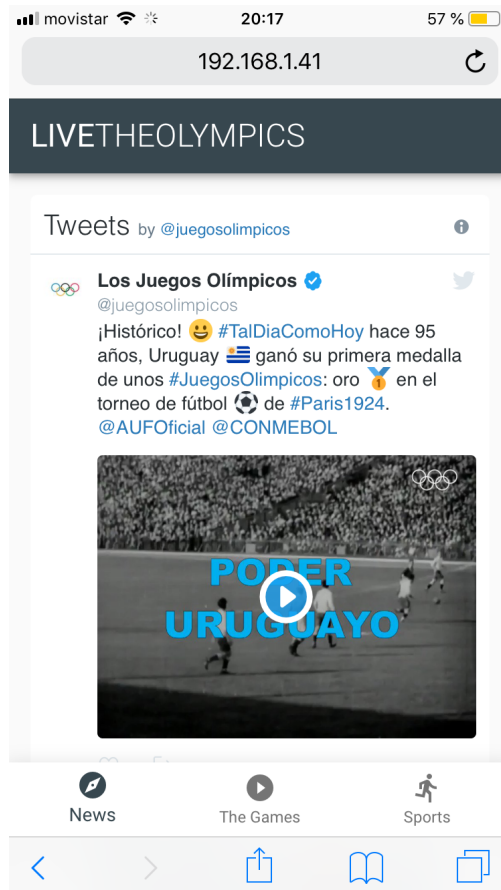 movistar 20:17 57 %
192.168.1.41
LIVETHEOLYMPICS
Tweets by @juegosolimpicos
Los Juegos Olímpicos
@juegosolimpicos
¡Histórico! 😀 #TalDiaComoHoy hace 95
años, Uruguay 🇺🇾 ganó su primera medalla
de unos #JuegosOlimpicos: oro 🥇 en el
torneo de fútbol ⚽ de #Paris1924.
@AUFOficial @CONMEBOL
PODER
URUGUAYO
News
The Games
Sports